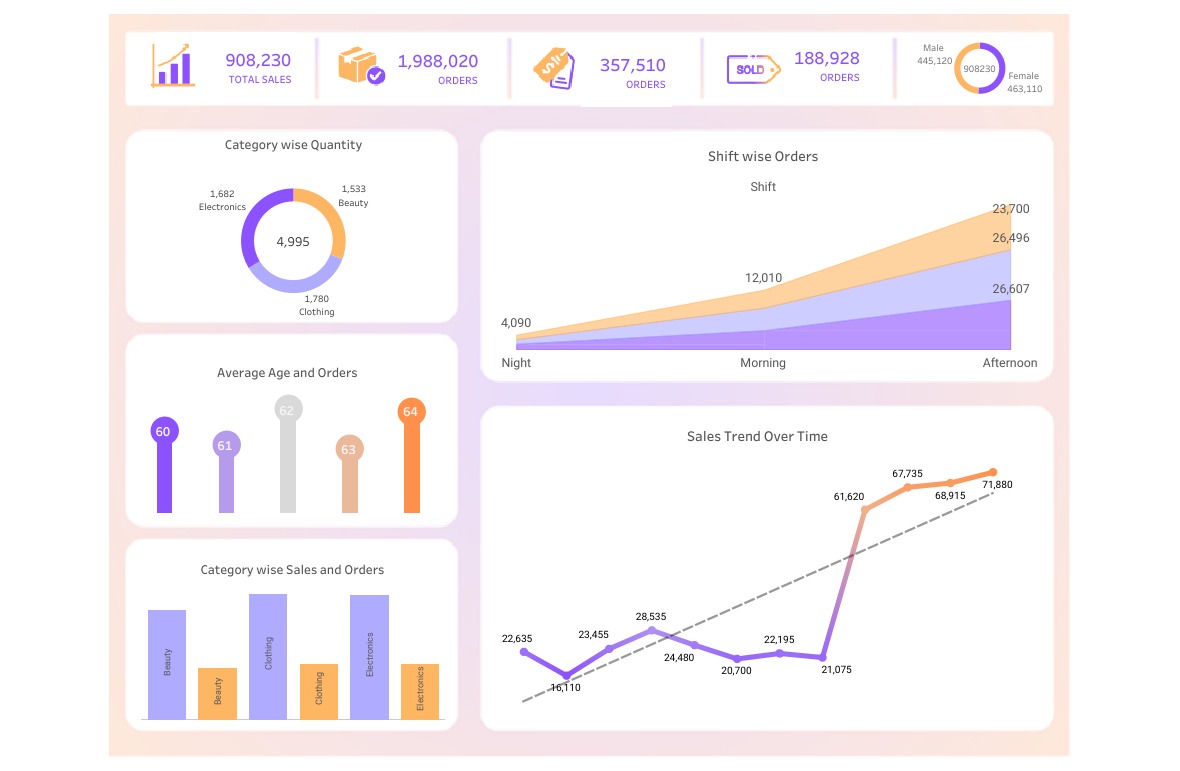 908,230
TOTAL SALES
1,988,020
ORDERS
$
357,510
ORDERS
SOLD
188,928
ORDERS
Male
445,120
908230
Female
463,110
Category wise Quantity
1,682
Electronics
1,533
Beauty
4,995
1,780
Clothing
Average Age and Orders
60
61
62
63
64
Category wise Sales and Orders
Beauty
Beauty
Clothing
Clothing
Electronics
Electronics
Shift wise Orders
Shift
23,700
26,496
12,010
26,607
4,090
Night
Morning
Afternoon
Sales Trend Over Time
67,735
71,880
61,620
68,915
28,535
22,635
23,455
22,195
24,480
20,700
21,075
16,110